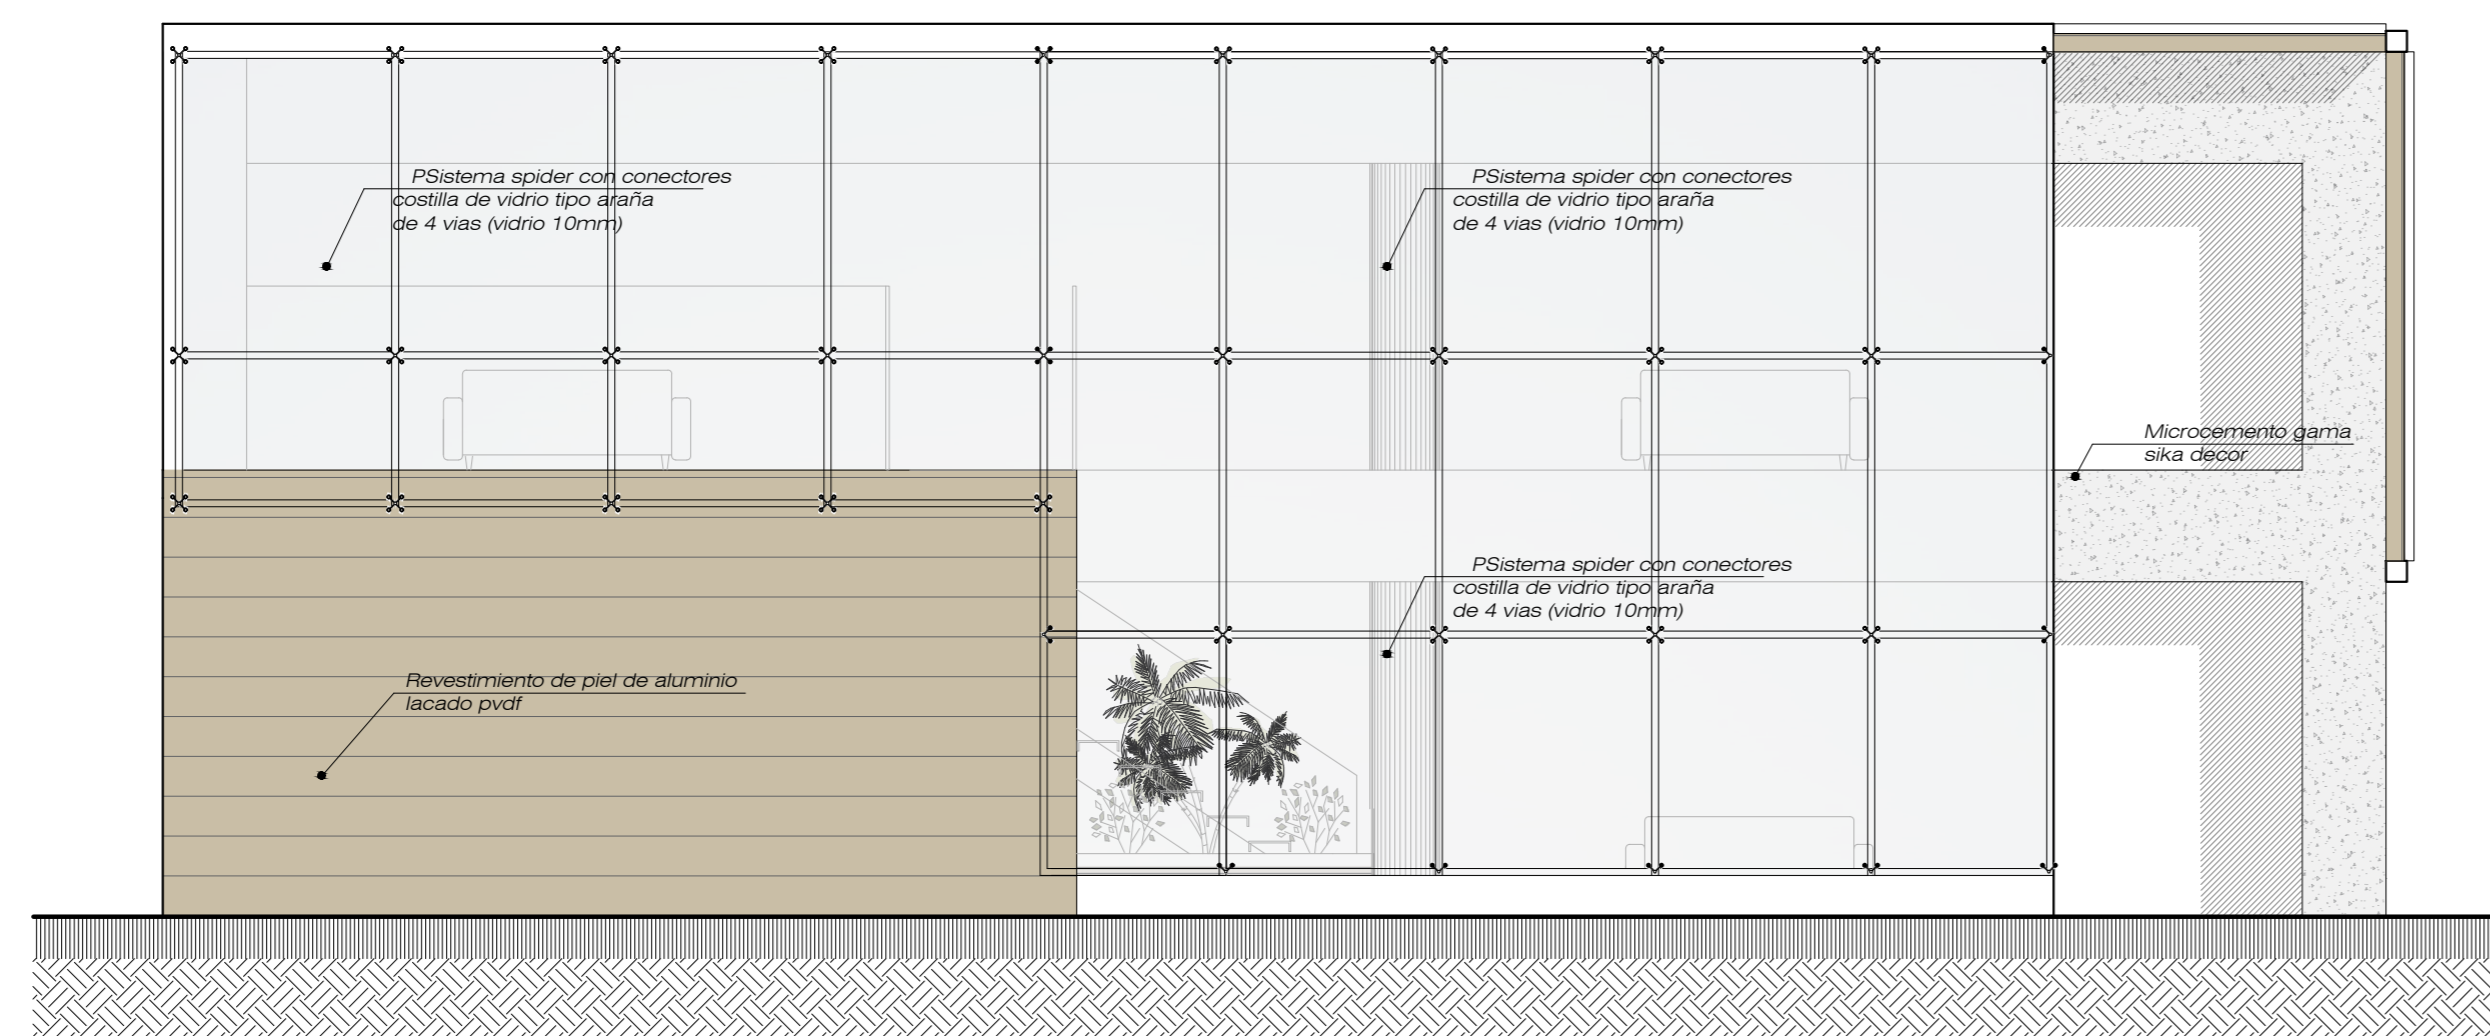 PSistema spider con conectores
costilla de vidrio tipo araña
de 4 vias (vidrio 10mm)
PSistema spider con conectores
costilla de vidrio tipo araña
de 4 vias (vidrio 10mm)
Microcemento gama
sika decor
PSistema spider con conectores
costilla de vidrio tipo araña
de 4 vias (vidrio 10mm)
Revestimiento de piel de aluminio
lacado pvdf